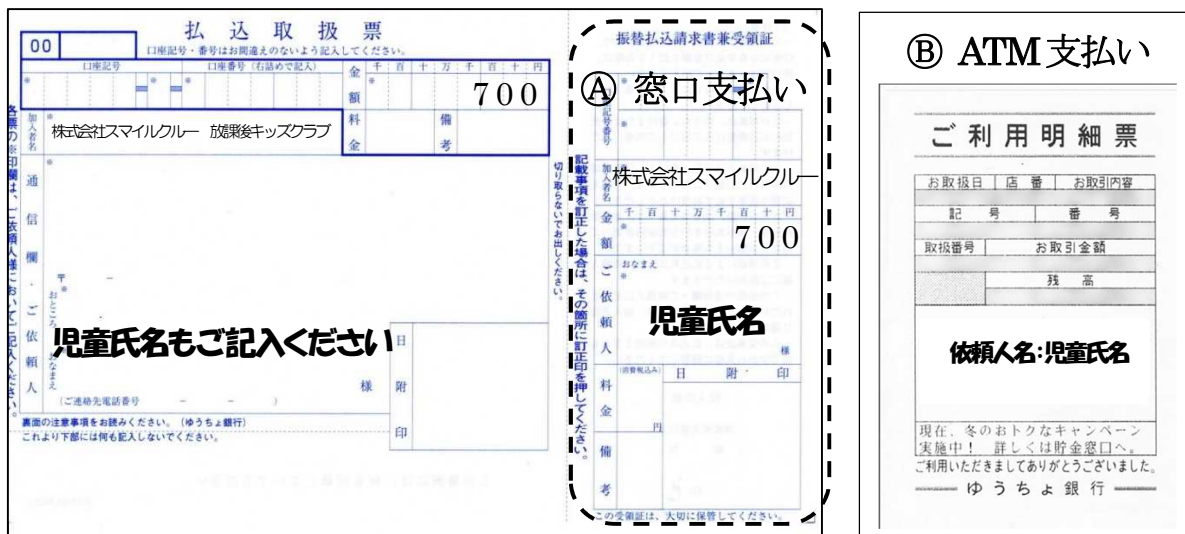 払込取扱票
00
口座記号・番号はお間違えのないよう記入してください。
口座記号
口座番号（右詰めで記入）
金額
千百十万千百十円
※
700
加入者名
※
株式会社スマイルクルー　放課後キッズクラブ
料金
備考
各票の※印欄は、ご依頼人様においてご記入ください。
通信欄・ご依頼人
※
〒　－
おところ
※
おなまえ
児童氏名もご記入ください
様
（ご連絡先電話番号　－　－　）
日附印
裏面の注意事項をお読みください。（ゆうちょ銀行）
これより下部には何も記入しないでください。
切り取らないでお出しください。
記載事項を訂正した場合は、その箇所に訂正印を押してください。
振替払込請求書兼受領証
Ⓐ 窓口支払い
記号番号
※
加入者名
株式会社スマイルクルー
金額
千百十万千百十円
※
700
ご依頼人
おなまえ
※
児童氏名
様
料金
（消費税込み）
円
日附・印
備考
この受領証は、大切に保管してください。
Ⓑ ATM支払い
ご利用明細票
お取扱日　店番　お取引内容
記号　番号
取扱番号　お取引金額
残高
依頼人名：児童氏名
現在、冬のおトクなキャンペーン
実施中！　詳しくは貯金窓口へ。
ご利用いただきましてありがとうございました。
ゆうちょ銀行